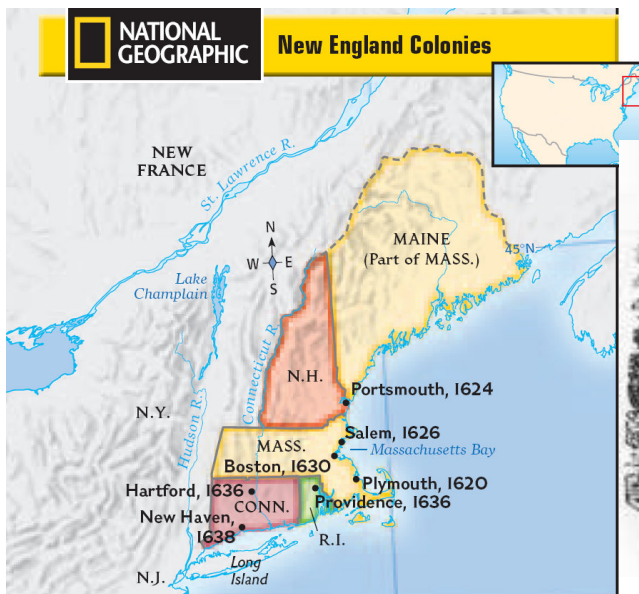 NATIONAL
GEOGRAPHIC
New England Colonies
NEW
FRANCE
St. Lawrence R.
N
W
E
S
MAINE
(Part of MASS.)
45°N
Lake
Champlain
Connecticut R.
N.H.
Portsmouth, 1624
N.Y.
Hudson R.
Salem, 1626
MASS.
Massachusetts Bay
Boston, 1630
Plymouth, 1620
Hartford, 1636
Providence, 1636
CONN.
New Haven,
1638
R.I.
Long
Island
N.J.